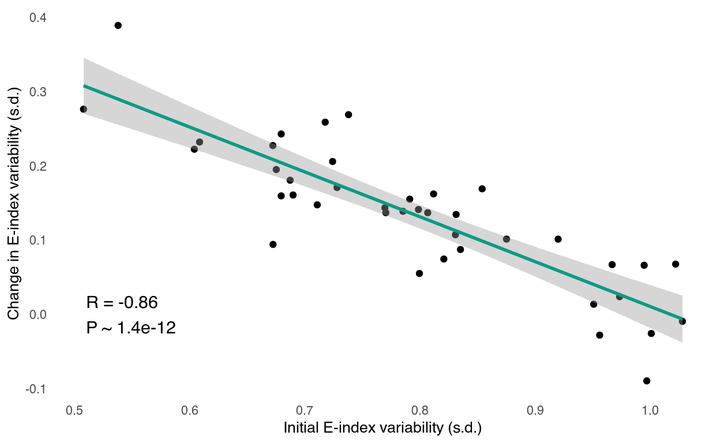 0.4
0.3
0.2
0.1
0.0
-0.1
Change in E-index variability (s.d.)
R = -0.86
P ~ 1.4e-12
0.5 0.6 0.7 0.8 0.9 1.0
Initial E-index variability (s.d.)